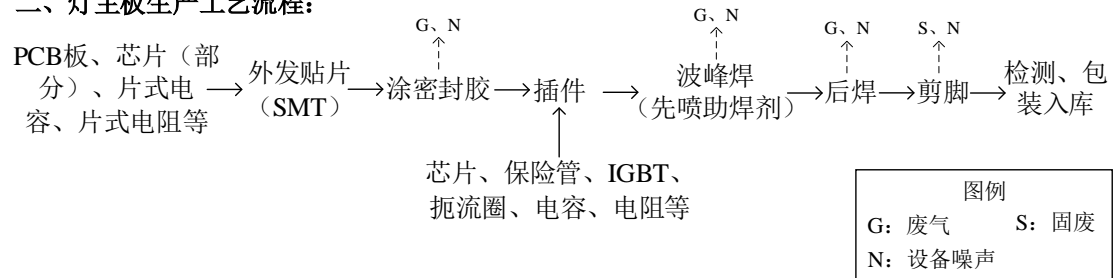 二、灯主板生产工艺流程：
G、N
G、N
G、N
S、N
PCB板、芯片（部
分）、片式电
容、片式电阻等
外发贴片
（SMT）
涂密封胶
插件
波峰焊
（先喷助焊剂）
后焊
剪脚
检测、包
装入库
芯片、保险管、IGBT、
扼流圈、电容、电阻等
图例
G：废气 S：固废
N：设备噪声